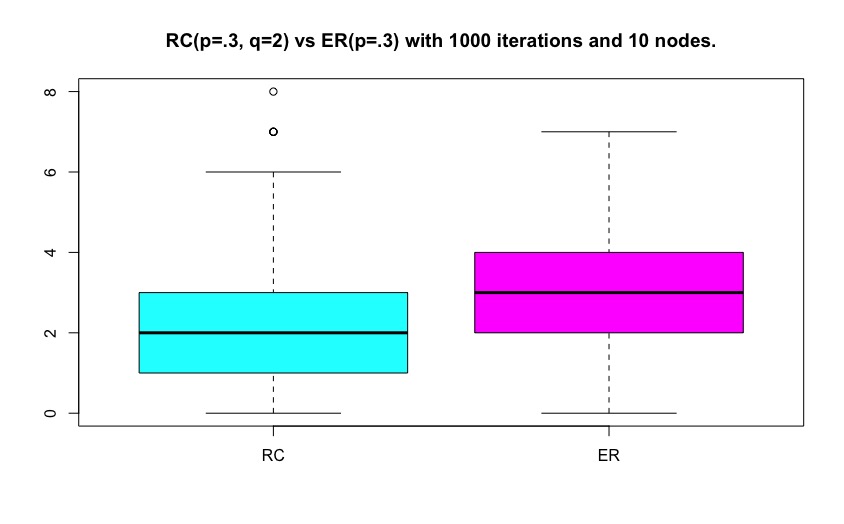 RC(p=.3, q=2) vs ER(p=.3) with 1000 iterations and 10 nodes.
8
6
4
2
0
RC ER